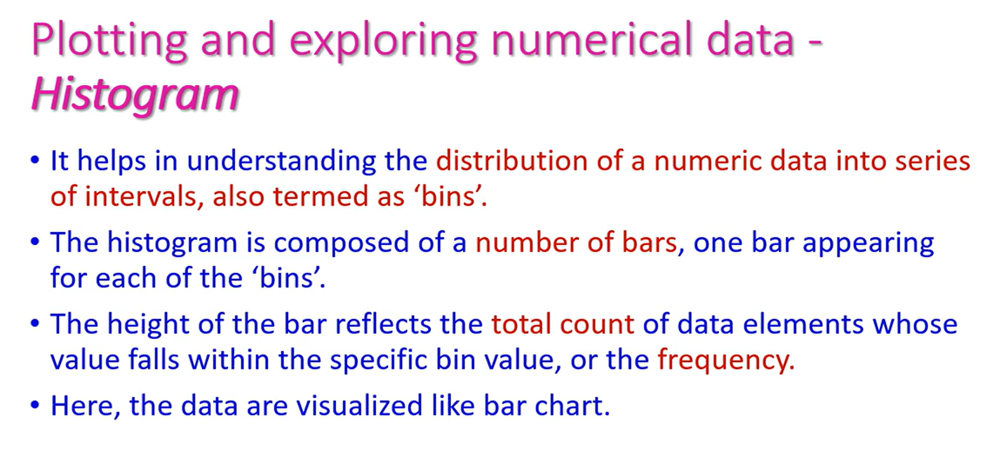 Plotting and exploring numerical data -
Histogram
• It helps in understanding the distribution of a numeric data into series
of intervals, also termed as ‘bins’.
• The histogram is composed of a number of bars, one bar appearing
for each of the ‘bins’.
• The height of the bar reflects the total count of data elements whose
value falls within the specific bin value, or the frequency.
• Here, the data are visualized like bar chart.